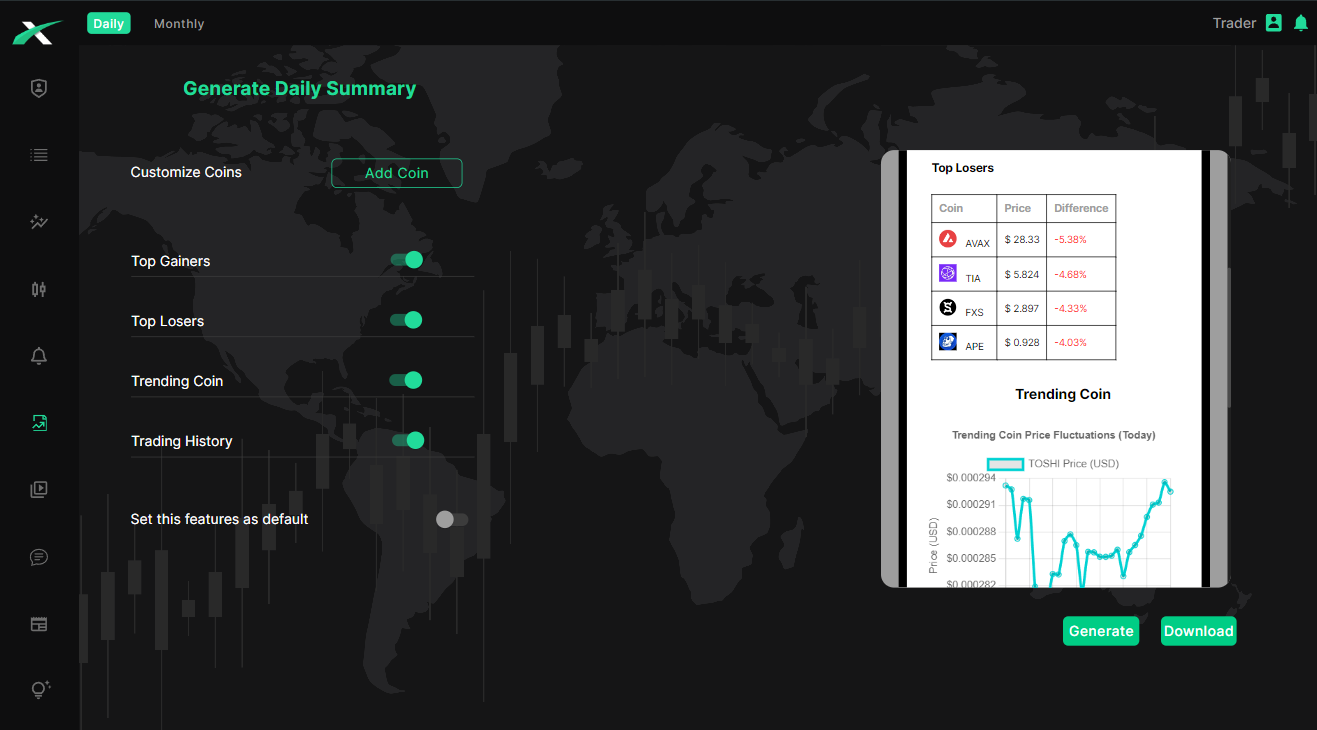 Daily Monthly Trader
Generate Daily Summary
Customize Coins Add Coin
Top Gainers
Top Losers
Trending Coin
Trading History
Set this features as default
Top Losers
Coin Price Difference
AVAX $ 28.33 -5.38%
TIA $ 5.824 -4.68%
FXS $ 2.897 -4.33%
APE $ 0.928 -4.03%
Trending Coin
Trending Coin Price Fluctuations (Today)
TOSHI Price (USD)
$0.000294
$0.000291
$0.000288
$0.000285
$0.000282
Price (USD)
Generate Download